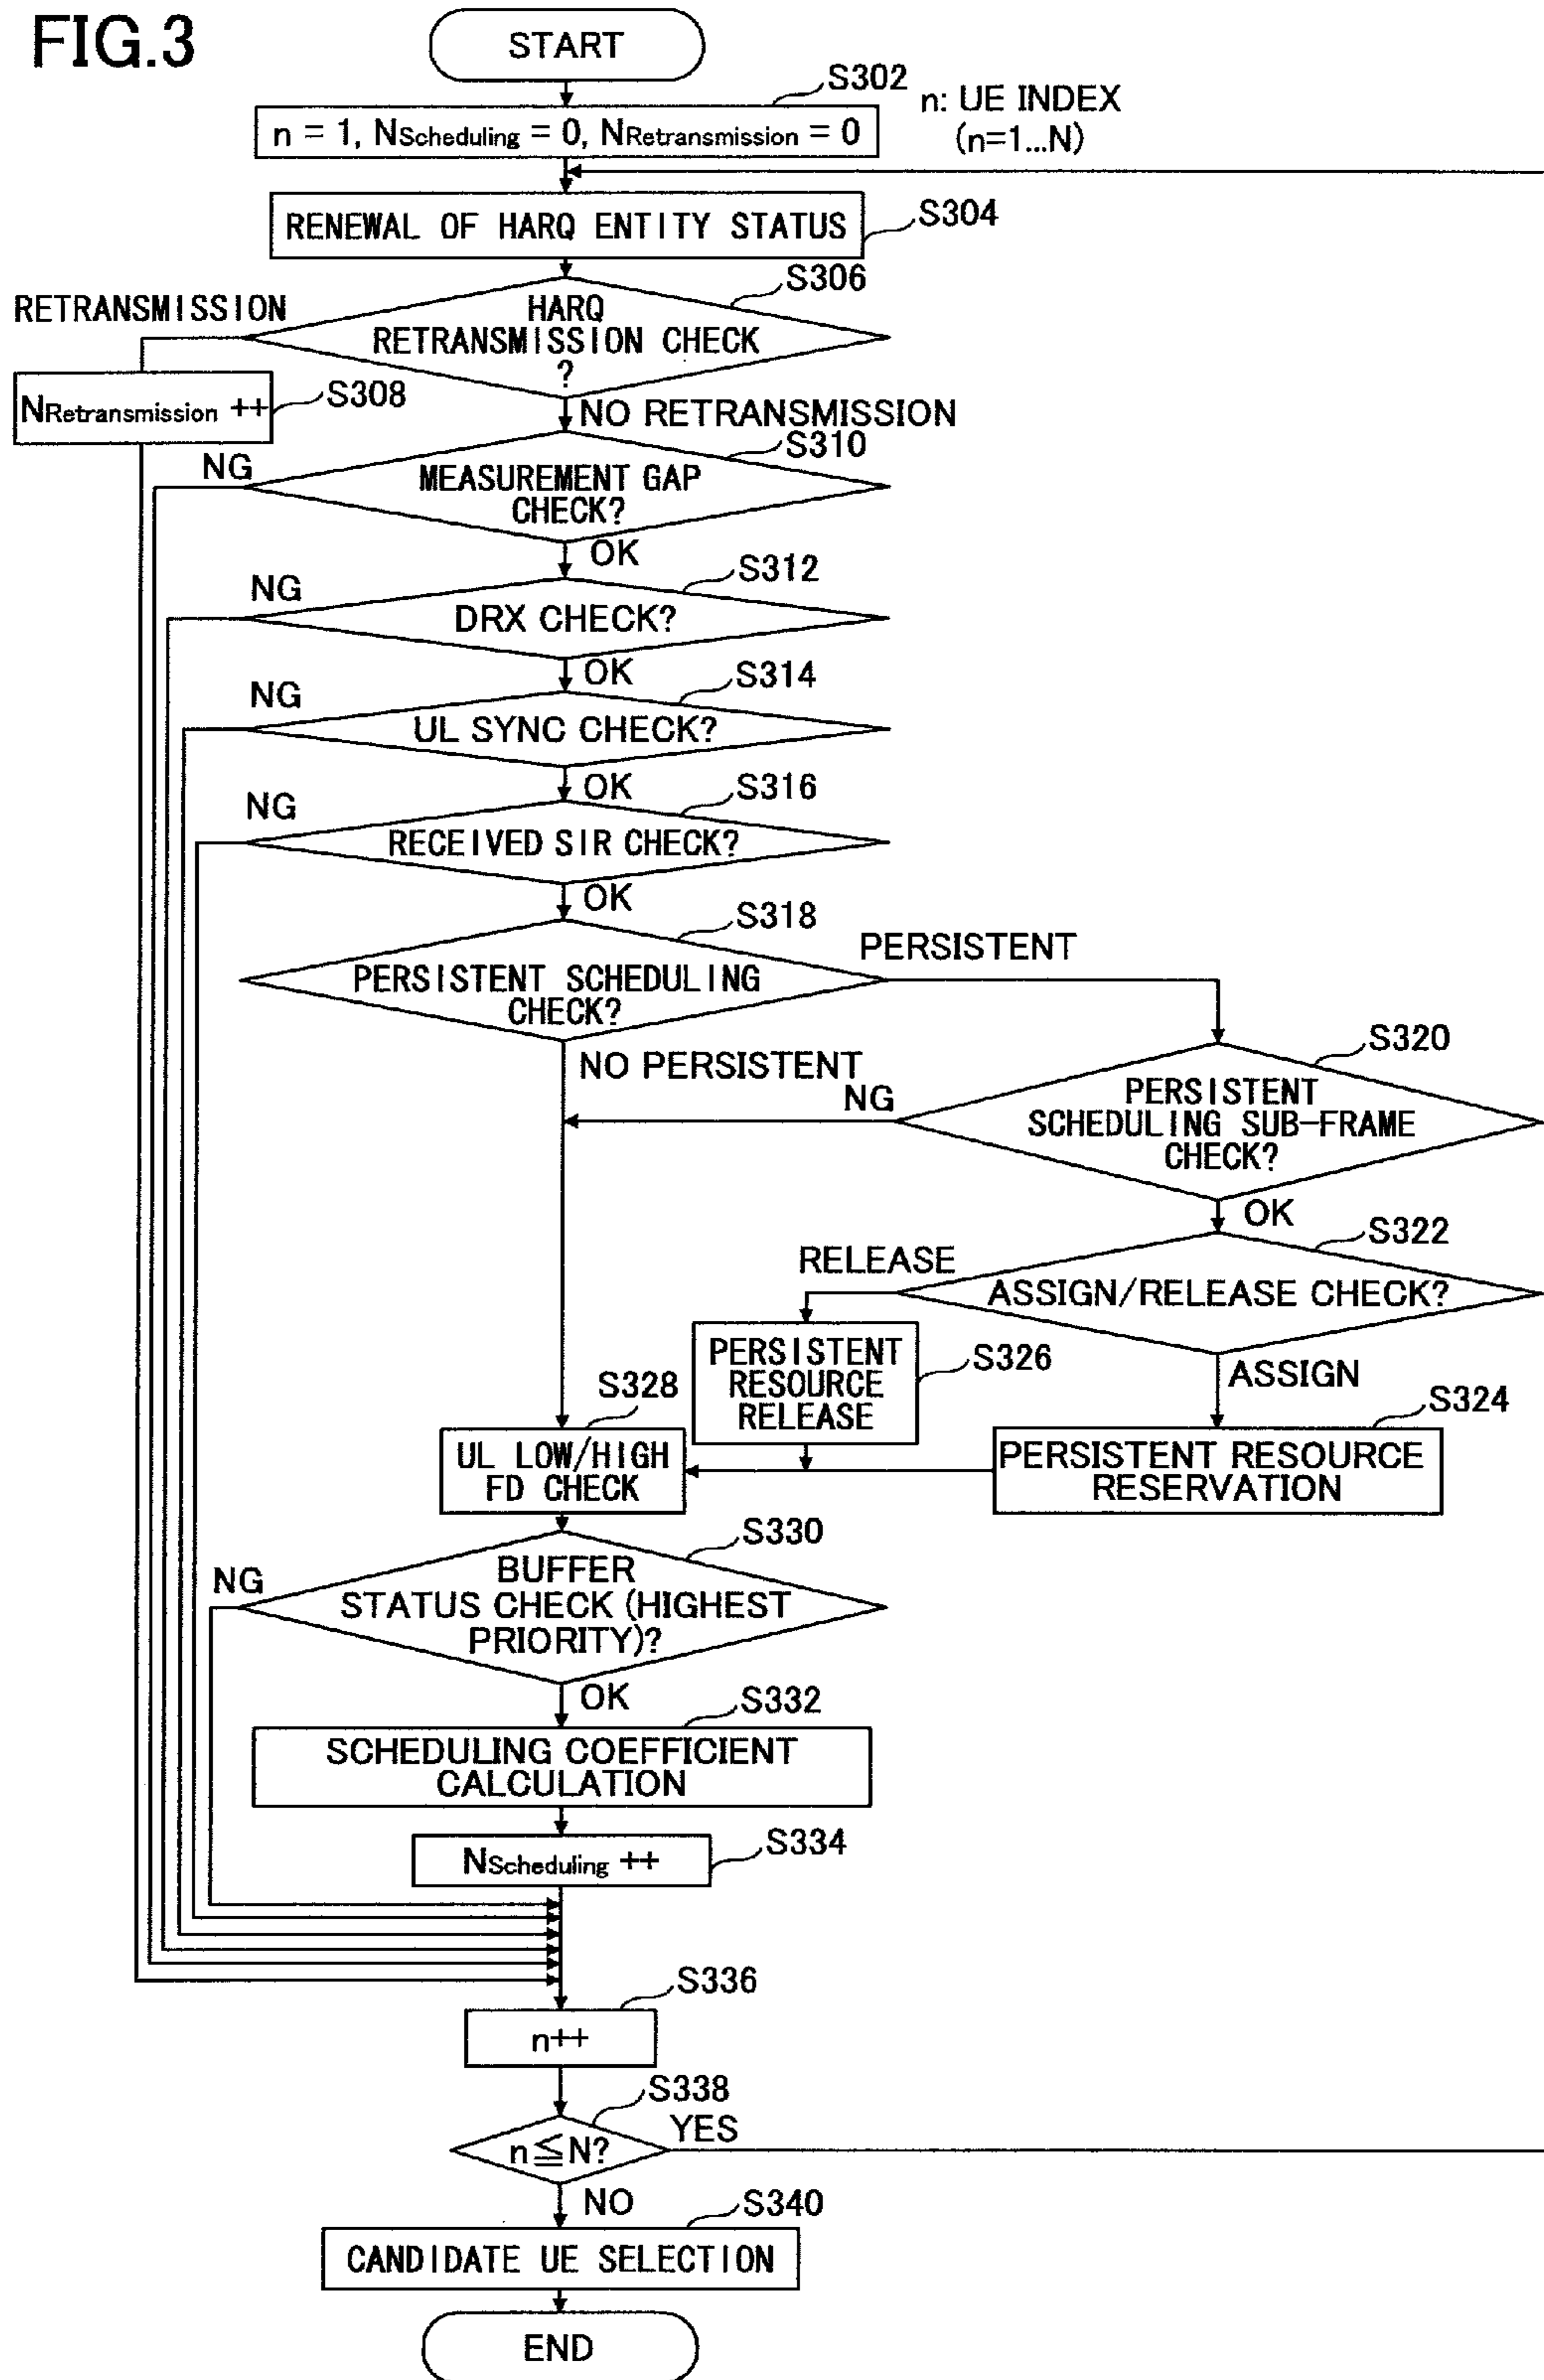 FIG.3
START
S302
n = 1, NScheduling = 0, NRetransmission = 0
n: UE INDEX
(n=1...N)
RENEWAL OF HARQ ENTITY STATUS
S304
S306
RETRANSMISSION
HARQ
RETRANSMISSION CHECK
?
NRetransmission ++
S308
NO RETRANSMISSION
S310
NG
MEASUREMENT GAP
CHECK?
OK
S312
NG
DRX CHECK?
OK
S314
NG
UL SYNC CHECK?
OK
S316
NG
RECEIVED SIR CHECK?
OK
S318
PERSISTENT
PERSISTENT SCHEDULING
CHECK?
S320
NO PERSISTENT
NG
PERSISTENT
SCHEDULING SUB-FRAME
CHECK?
OK
S322
RELEASE
ASSIGN/RELEASE CHECK?
PERSISTENT
RESOURCE
RELEASE
S326
ASSIGN
S328
S324
UL LOW/HIGH
FD CHECK
PERSISTENT RESOURCE
RESERVATION
S330
NG
BUFFER
STATUS CHECK (HIGHEST
PRIORITY)?
OK
S332
SCHEDULING COEFFICIENT
CALCULATION
S334
NScheduling ++
S336
n++
S338
n≦N?
YES
NO
S340
CANDIDATE UE SELECTION
END